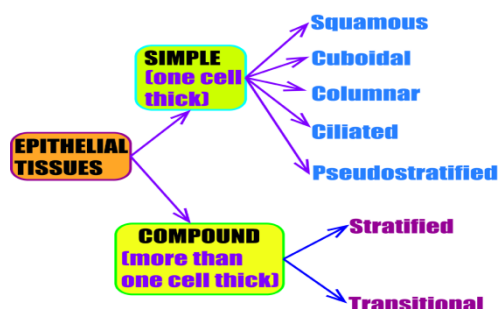 Squamous
SIMPLE
(one cell
thick)
Cuboidal
Columnar
Ciliated
Pseudostratified
EPITHELIAL
TISSUES
COMPOUND
(more than
one cell thick)
Stratified
Transitional